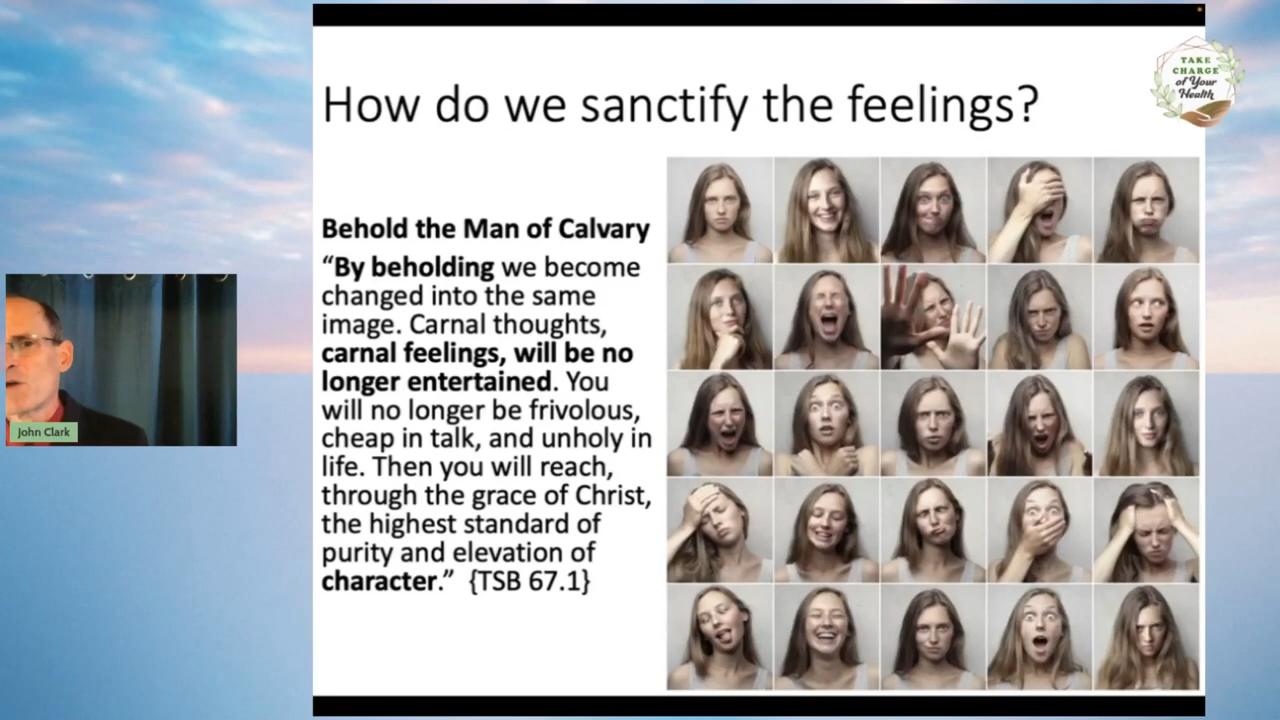 How do we sanctify the feelings?
TAKE
CHARGE
of Your
Health
Behold the Man of Calvary
“By beholding we become
changed into the same
image. Carnal thoughts,
carnal feelings, will be no
longer entertained. You
will no longer be frivolous,
cheap in talk, and unholy in
life. Then you will reach,
through the grace of Christ,
the highest standard of
purity and elevation of
character.” {TSB 67.1}
John Clark